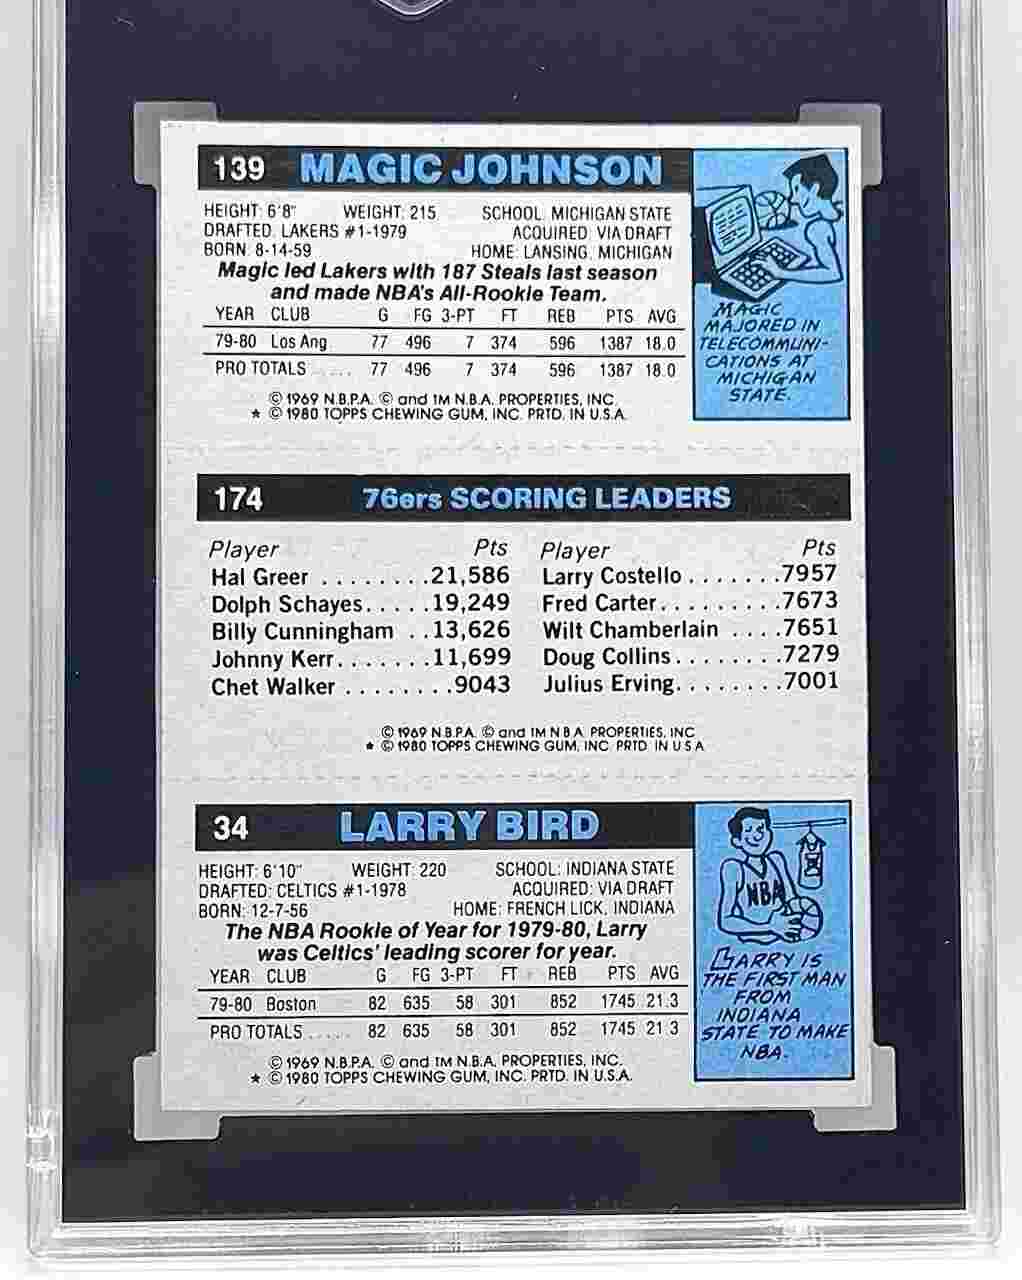 139 MAGIC JOHNSON
HEIGHT: 6'8" WEIGHT: 215 SCHOOL: MICHIGAN STATE
DRAFTED: LAKERS #1-1979 ACQUIRED: VIA DRAFT
BORN: 8-14-59 HOME: LANSING, MICHIGAN
Magic led Lakers with 187 Steals last season
and made NBA's All-Rookie Team.
YEAR CLUB G FG 3-PT FT REB PTS AVG
79-80 Los Ang. 77 496 7 374 596 1387 18.0
PRO TOTALS ..... 77 496 7 374 596 1387 18.0
© 1969 N.B.P.A. © and TM N.B.A. PROPERTIES, INC.
★ © 1980 TOPPS CHEWING GUM, INC. PRTD. IN U.S.A.
MAGIC
MAJORED IN
TELECOMMUNI-
CATIONS AT
MICHIGAN
STATE.
174 76ers SCORING LEADERS
Player Pts Player Pts
Hal Greer ........21,586 Larry Costello.......7957
Dolph Schayes.....19,249 Fred Carter.........7673
Billy Cunningham ..13,626 Wilt Chamberlain ....7651
Johnny Kerr.......11,699 Doug Collins........7279
Chet Walker ........9043 Julius Erving........7001
© 1969 N.B.P.A. © and TM N.B.A. PROPERTIES, INC.
★ © 1980 TOPPS CHEWING GUM, INC. PRTD. IN U.S.A.
34 LARRY BIRD
HEIGHT: 6'10" WEIGHT: 220 SCHOOL: INDIANA STATE
DRAFTED: CELTICS #1-1978 ACQUIRED: VIA DRAFT
BORN: 12-7-56 HOME: FRENCH LICK, INDIANA
The NBA Rookie of Year for 1979-80, Larry
was Celtics' leading scorer for year.
YEAR CLUB G FG 3-PT FT REB PTS AVG
79-80 Boston 82 635 58 301 852 1745 21.3
PRO TOTALS ..... 82 635 58 301 852 1745 21.3
© 1969 N.B.P.A. © and TM N.B.A. PROPERTIES, INC.
★ © 1980 TOPPS CHEWING GUM, INC. PRTD. IN U.S.A.
NBA
LARRY IS
THE FIRST MAN
FROM
INDIANA
STATE TO MAKE
NBA.